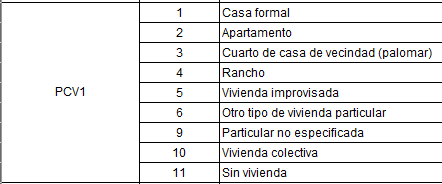 PCV1
1 Casa formal
2 Apartamento
3 Cuarto de casa de vecindad (palomar)
4 Rancho
5 Vivienda improvisada
6 Otro tipo de vivienda particular
9 Particular no especificada
10 Vivienda colectiva
11 Sin vivienda